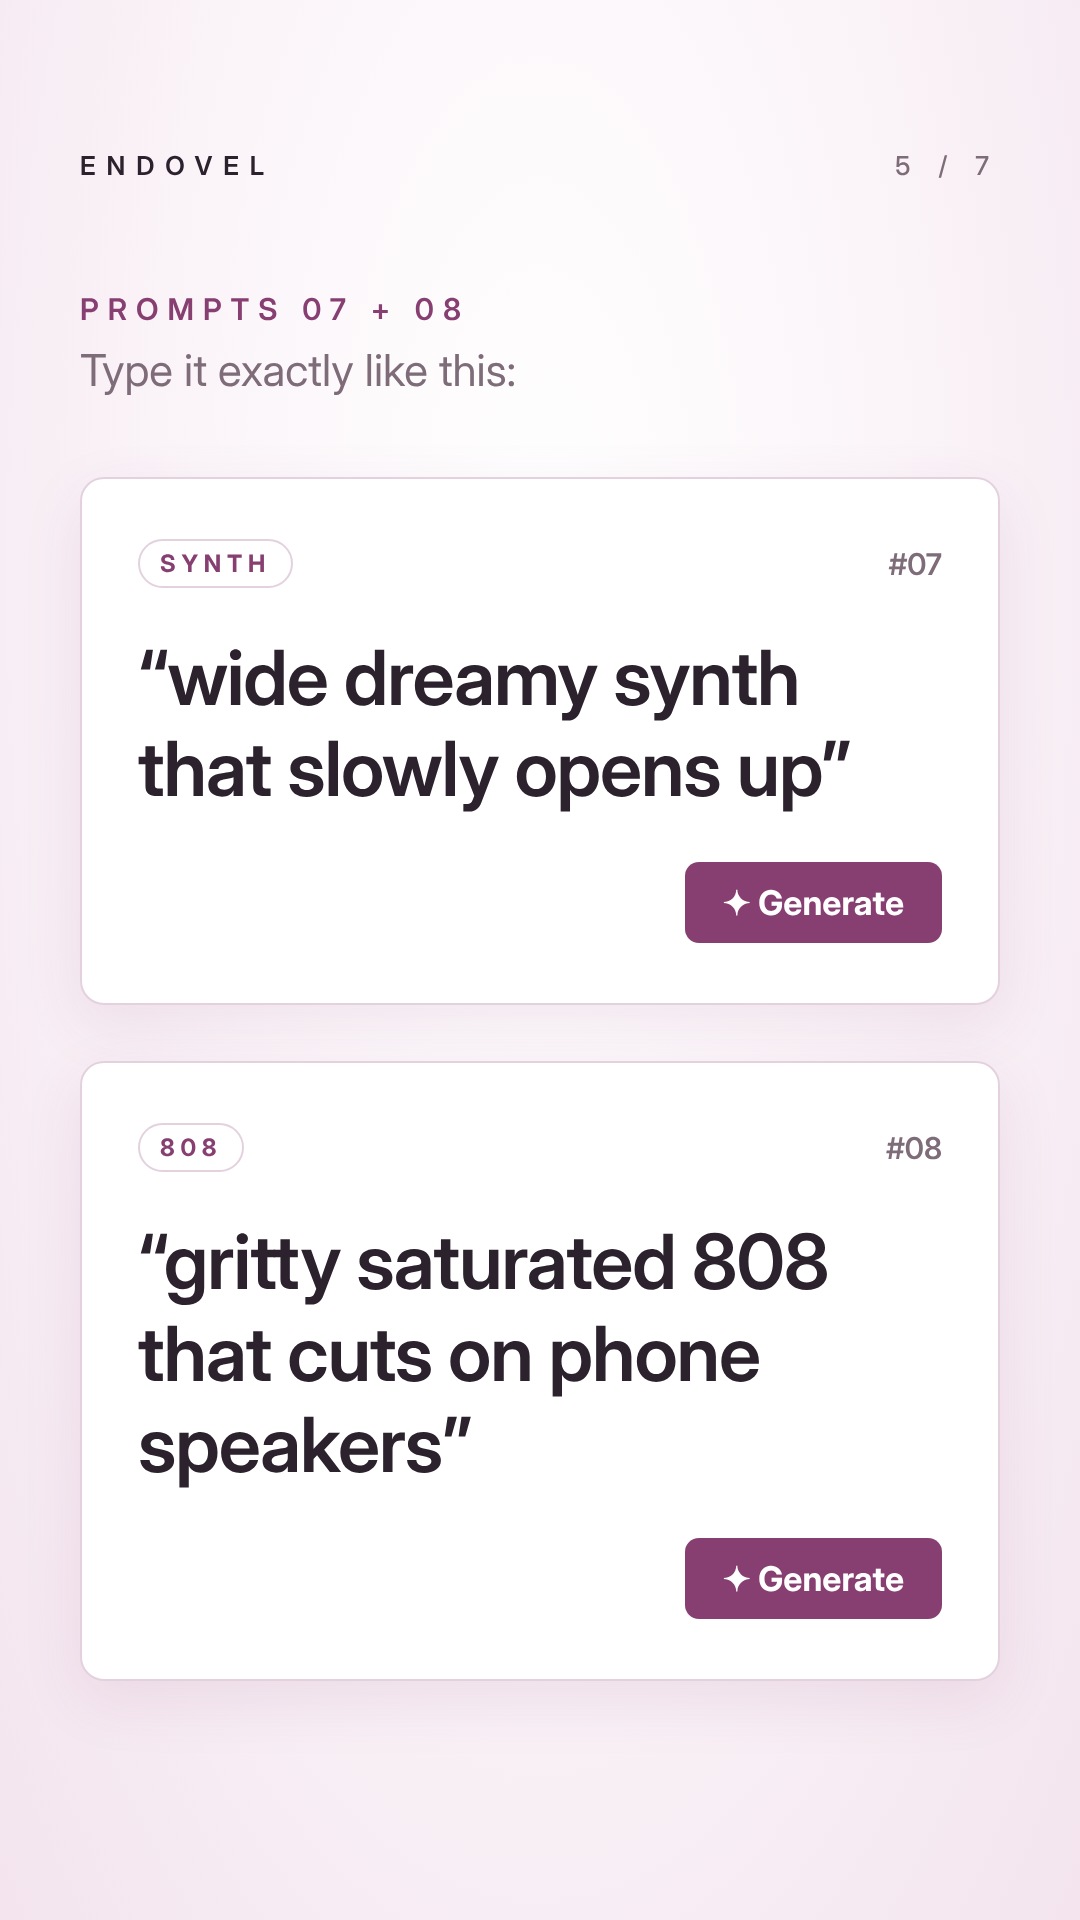 ENDOVEL
5 / 7
PROMPTS 07 + 08
Type it exactly like this:
SYNTH
#07
“wide dreamy synth
that slowly opens up”
✦ Generate
808
#08
“gritty saturated 808
that cuts on phone
speakers”
✦ Generate